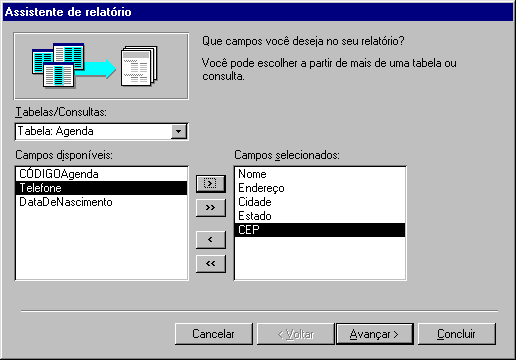 Assistente de relatório
Que campos você deseja no seu relatório?
Você pode escolher a partir de mais de uma tabela ou
consulta.
Tabelas/Consultas:
Tabela: Agenda
Campos disponíveis:
CÓDIGOAgenda
Telefone
DataDeNascimento
>
>>
<
<<
Campos selecionados:
Nome
Endereço
Cidade
Estado
CEP
Cancelar
< Voltar
Avançar >
Concluir